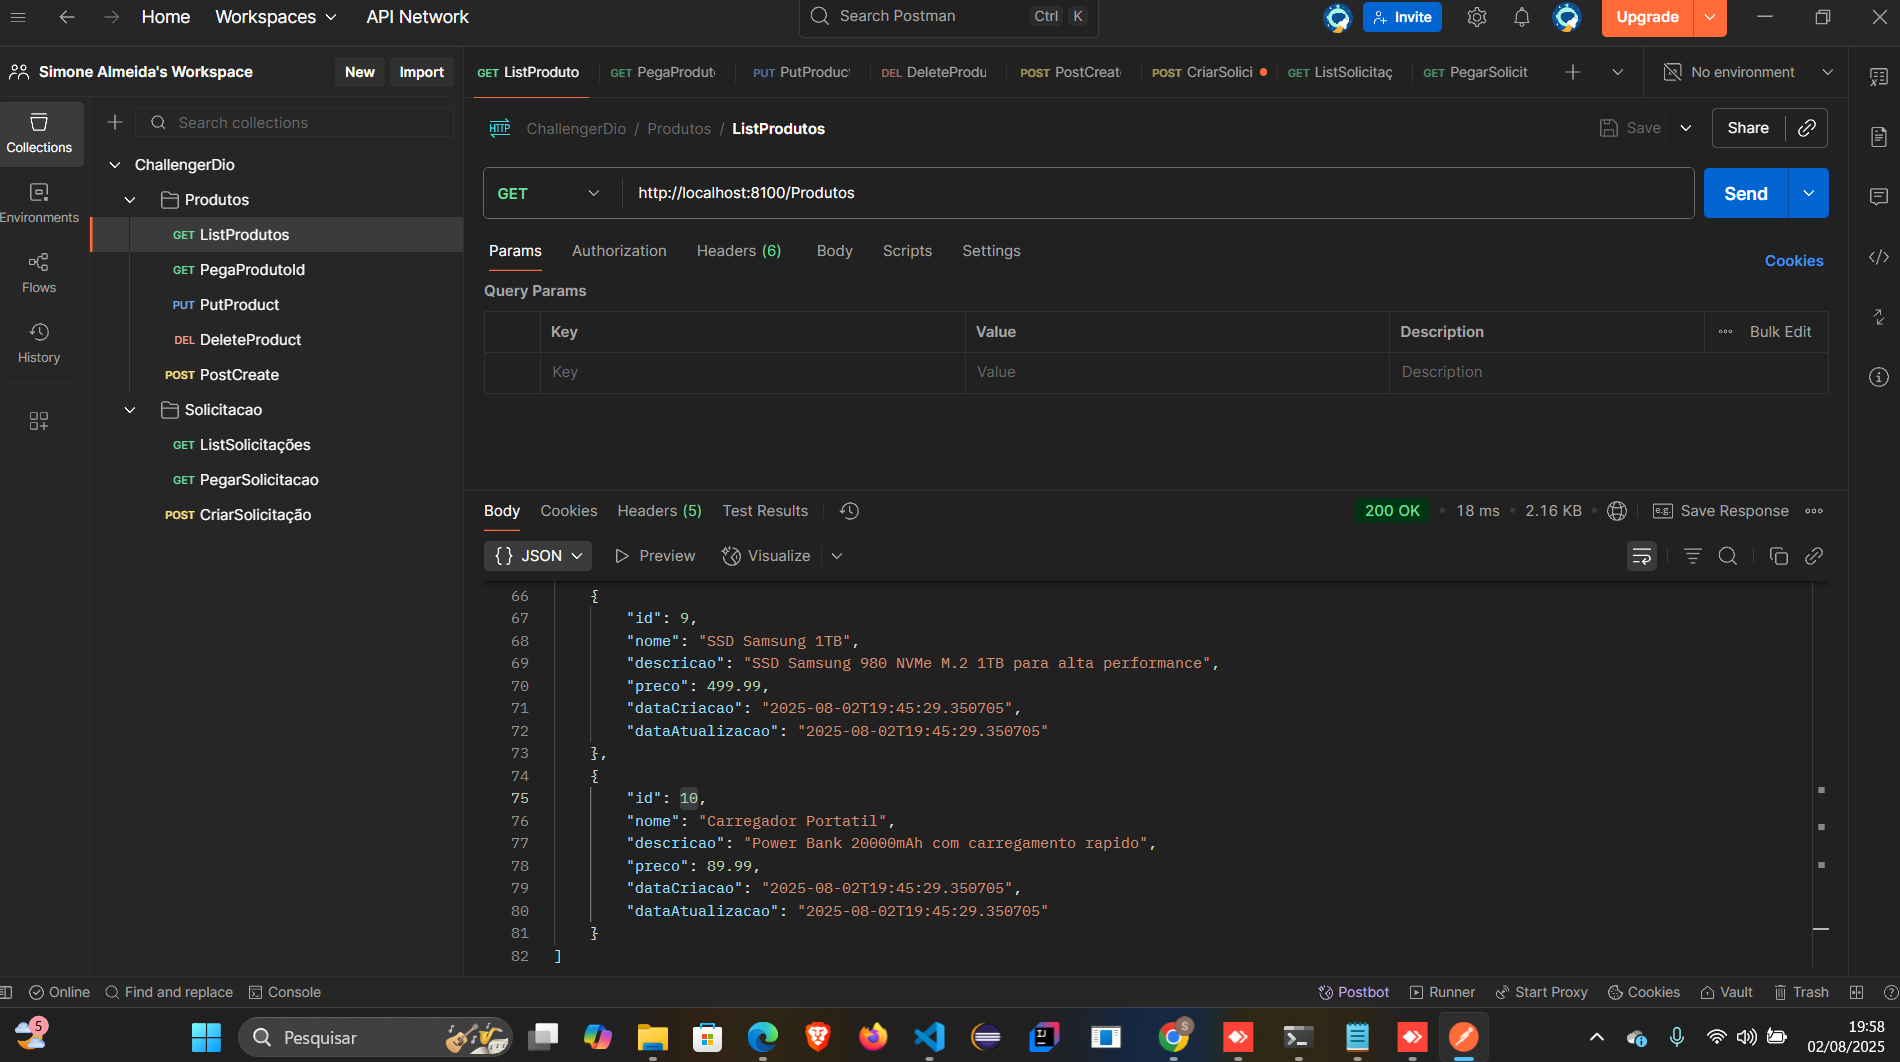 Home Workspaces API Network Search Postman Ctrl K Invite Upgrade
Simone Almeida's Workspace New Import
GET ListProduto GET PegaProdut PUT PutProduc DEL DeleteProdu POST PostCreat POST CriarSolici GET ListSolicitaç GET PegarSolicit No environment
Collections
Environments
Flows
History
Search collections
ChallengerDio
Produtos
GET ListProdutos
GET PegaProdutoId
PUT PutProduct
DEL DeleteProduct
POST PostCreate
Solicitacao
GET ListSolicitações
GET PegarSolicitacao
POST CriarSolicitação
HTTP ChallengerDio / Produtos / ListProdutos Save Share
GET http://localhost:8100/Produtos Send
Params Authorization Headers (6) Body Scripts Settings Cookies
Query Params
Key Value Description Bulk Edit
Key Value Description
Body Cookies Headers (5) Test Results 200 OK 18 ms 2.16 KB e.g. Save Response
{} JSON Preview Visualize
66 {
67 "id": 9,
68 "nome": "SSD Samsung 1TB",
69 "descricao": "SSD Samsung 980 NVMe M.2 1TB para alta performance",
70 "preco": 499.99,
71 "dataCriacao": "2025-08-02T19:45:29.350705",
72 "dataAtualizacao": "2025-08-02T19:45:29.350705"
73 },
74 {
75 "id": 10,
76 "nome": "Carregador Portatil",
77 "descricao": "Power Bank 20000mAh com carregamento rapido",
78 "preco": 89.99,
79 "dataCriacao": "2025-08-02T19:45:29.350705",
80 "dataAtualizacao": "2025-08-02T19:45:29.350705"
81 }
82 ]
Online Find and replace Console Postbot Runner Start Proxy Cookies Vault Trash
5 Pesquisar S 19:58
02/08/2025